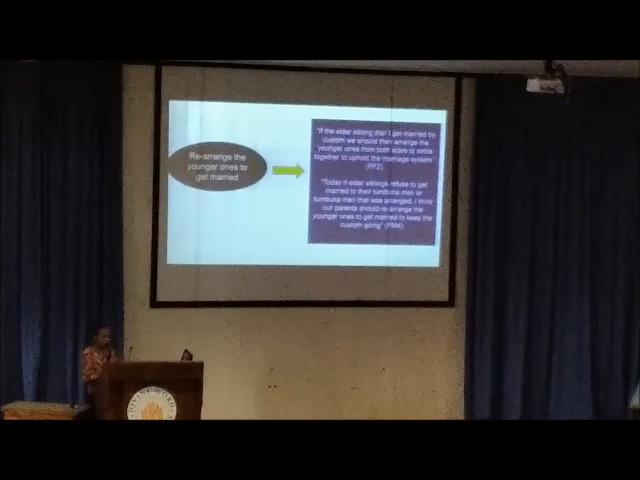 Re-arrange the
younger ones to
get married
"If the elder sibling didn't get married by
custom we should then arrange the
younger ones from both sides to settle
together to uphold the marriage system"
(PF2).
"Today if elder siblings refuse to get
married to their tumbuna man or
tumbuna meri that was arranged, I think
our parents should re-arrange the
younger ones to get married to keep the
custom going"
DIVINE WORD